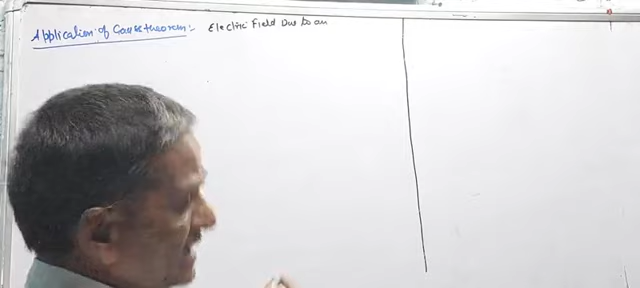 Application of Gauss theorem:- Electric Field Due to an